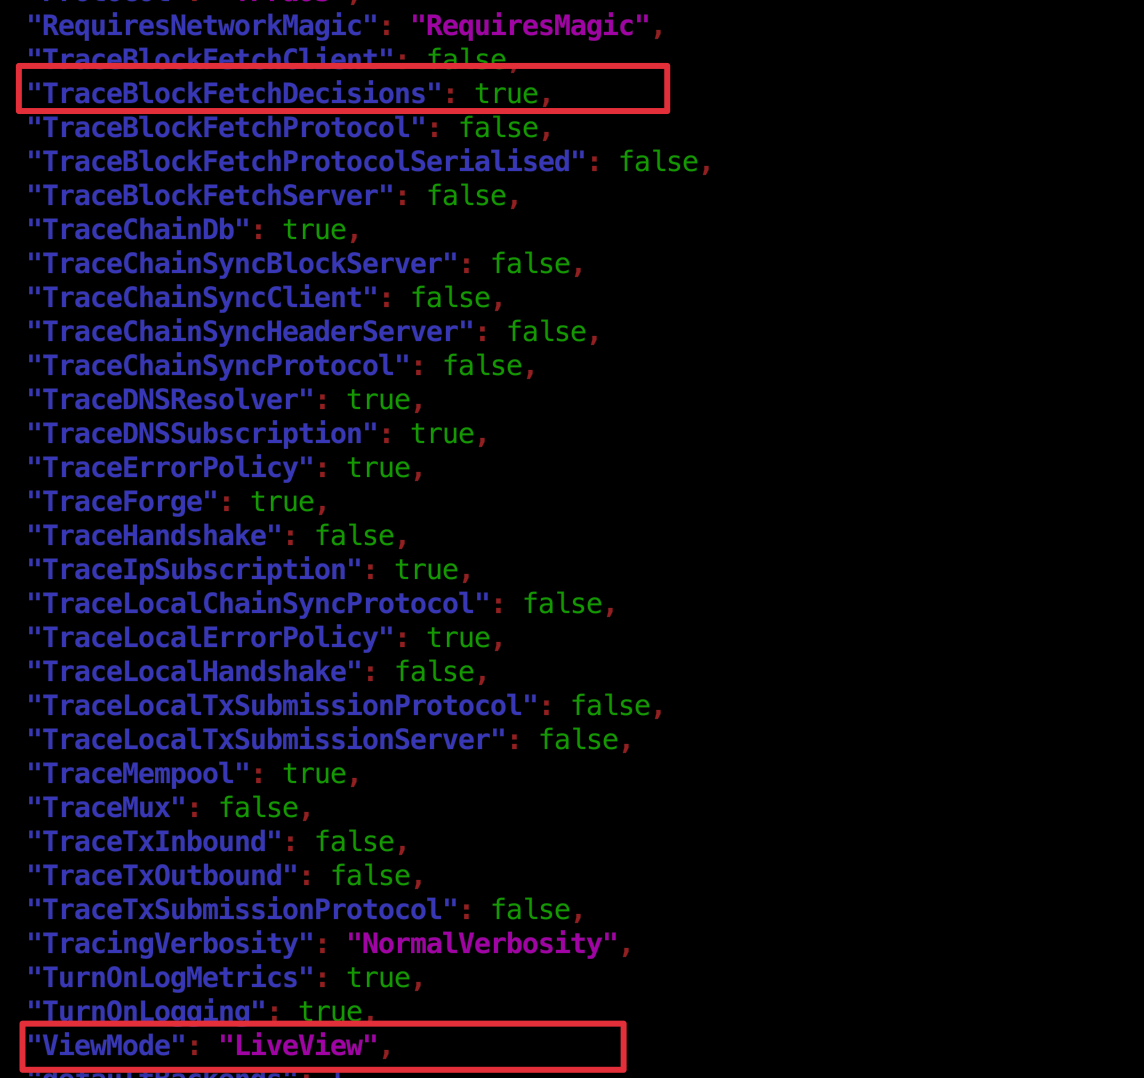 "RequiresNetworkMagic": "RequiresMagic",
"TraceBlockFetchClient": false,
"TraceBlockFetchDecisions": true,
"TraceBlockFetchProtocol": false,
"TraceBlockFetchProtocolSerialised": false,
"TraceBlockFetchServer": false,
"TraceChainDb": true,
"TraceChainSyncBlockServer": false,
"TraceChainSyncClient": false,
"TraceChainSyncHeaderServer": false,
"TraceChainSyncProtocol": false,
"TraceDNSResolver": true,
"TraceDNSSubscription": true,
"TraceErrorPolicy": true,
"TraceForge": true,
"TraceHandshake": false,
"TraceIpSubscription": true,
"TraceLocalChainSyncProtocol": false,
"TraceLocalErrorPolicy": true,
"TraceLocalHandshake": false,
"TraceLocalTxSubmissionProtocol": false,
"TraceLocalTxSubmissionServer": false,
"TraceMempool": true,
"TraceMux": false,
"TraceTxInbound": false,
"TraceTxOutbound": false,
"TraceTxSubmissionProtocol": false,
"TracingVerbosity": "NormalVerbosity",
"TurnOnLogMetrics": true,
"TurnOnLogging": true,
"ViewMode": "LiveView",